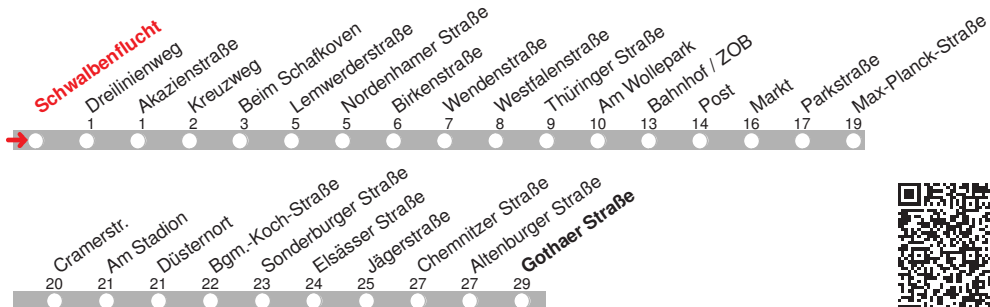 Schwalbenflucht
Dreilinienweg
Akazienstraße
Kreuzweg
Beim Schafkoven
Lemwerderstraße
Nordenhamer Straße
Birkenstraße
Wendenstraße
Westfalenstraße
Thüringer Straße
Am Wollepark
Bahnhof / ZOB
Post
Markt
Parkstraße
Max-Planck-Straße
1 1 2 3 5 5 6 7 8 9 10 13 14 16 17 19
Cramerstr.
Am Stadion
Düsternort
Bgm.-Koch-Straße
Sonderburger Straße
Elsässer Straße
Jägerstraße
Chemnitzer Straße
Altenburger Straße
Gothaer Straße
20 21 21 22 23 24 25 27 27 29